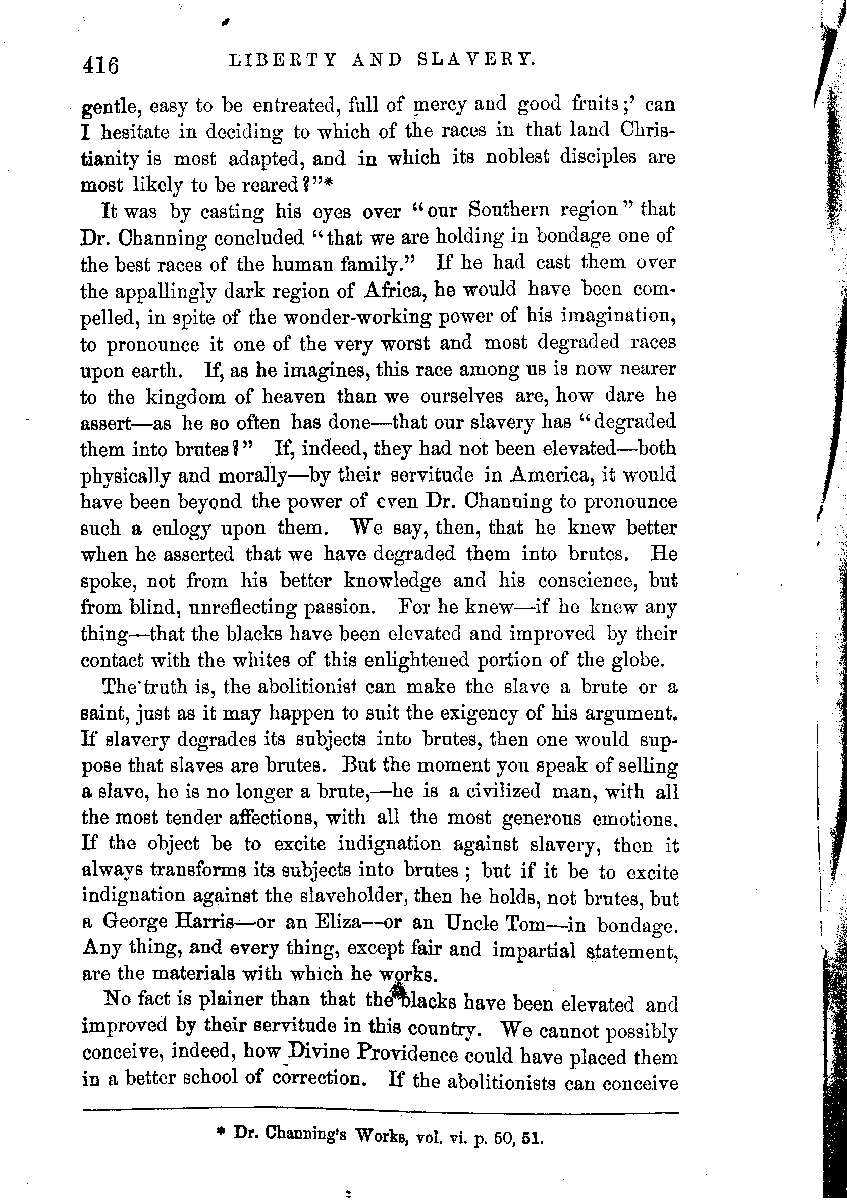 416 LIBERTY AND SLAVERY.
gentle, easy to be entreated, full of mercy and good fruits;’ can
I hesitate in deciding to which of the races in that land Chris-
tianity is most adapted, and in which its noblest disciples are
most likely to be reared?”*
It was by casting his eyes over “our Southern region” that
Dr. Channing concluded “that we are holding in bondage one of
the best races of the human family.” If he had cast them over
the appallingly dark region of Africa, he would have been com-
pelled, in spite of the wonder-working power of his imagination,
to pronounce it one of the very worst and most degraded races
upon earth. If, as he imagines, this race among us is now nearer
to the kingdom of heaven than we ourselves are, how dare he
assert—as he so often has done—that our slavery has “degraded
them into brutes?” If, indeed, they had not been elevated—both
physically and morally—by their servitude in America, it would
have been beyond the power of even Dr. Channing to pronounce
such a eulogy upon them. We say, then, that he knew better
when he asserted that we have degraded them into brutes. He
spoke, not from his better knowledge and his conscience, but
from blind, unreflecting passion. For he knew—if he knew any
thing—that the blacks have been elevated and improved by their
contact with the whites of this enlightened portion of the globe.
The truth is, the abolitionist can make the slave a brute or a
saint, just as it may happen to suit the exigency of his argument.
If slavery degrades its subjects into brutes, then one would sup-
pose that slaves are brutes. But the moment you speak of selling
a slave, he is no longer a brute,—he is a civilized man, with all
the most tender affections, with all the most generous emotions.
If the object be to excite indignation against slavery, then it
always transforms its subjects into brutes; but if it be to excite
indignation against the slaveholder, then he holds, not brutes, but
a George Harris—or an Eliza—or an Uncle Tom—in bondage.
Any thing, and every thing, except fair and impartial statement,
are the materials with which he works.
No fact is plainer than that the blacks have been elevated and
improved by their servitude in this country. We cannot possibly
conceive, indeed, how Divine Providence could have placed them
in a better school of correction. If the abolitionists can conceive
* Dr. Channing's Works, vol. vi. p. 50, 51.